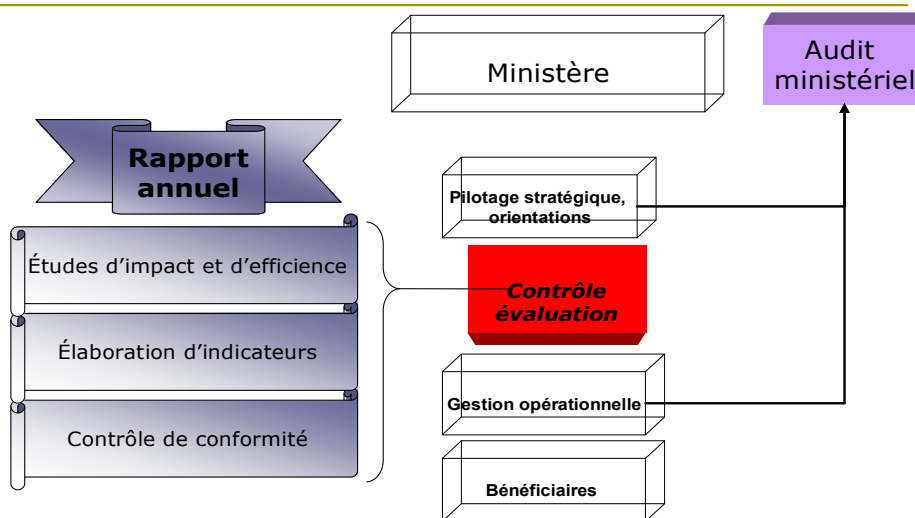 Ministère
Audit
ministériel
Rapport
annuel
Études d’impact et d’efficience
Élaboration d’indicateurs
Contrôle de conformité
Pilotage stratégique,
orientations
Contrôle
évaluation
Gestion opérationnelle
Bénéficiaires